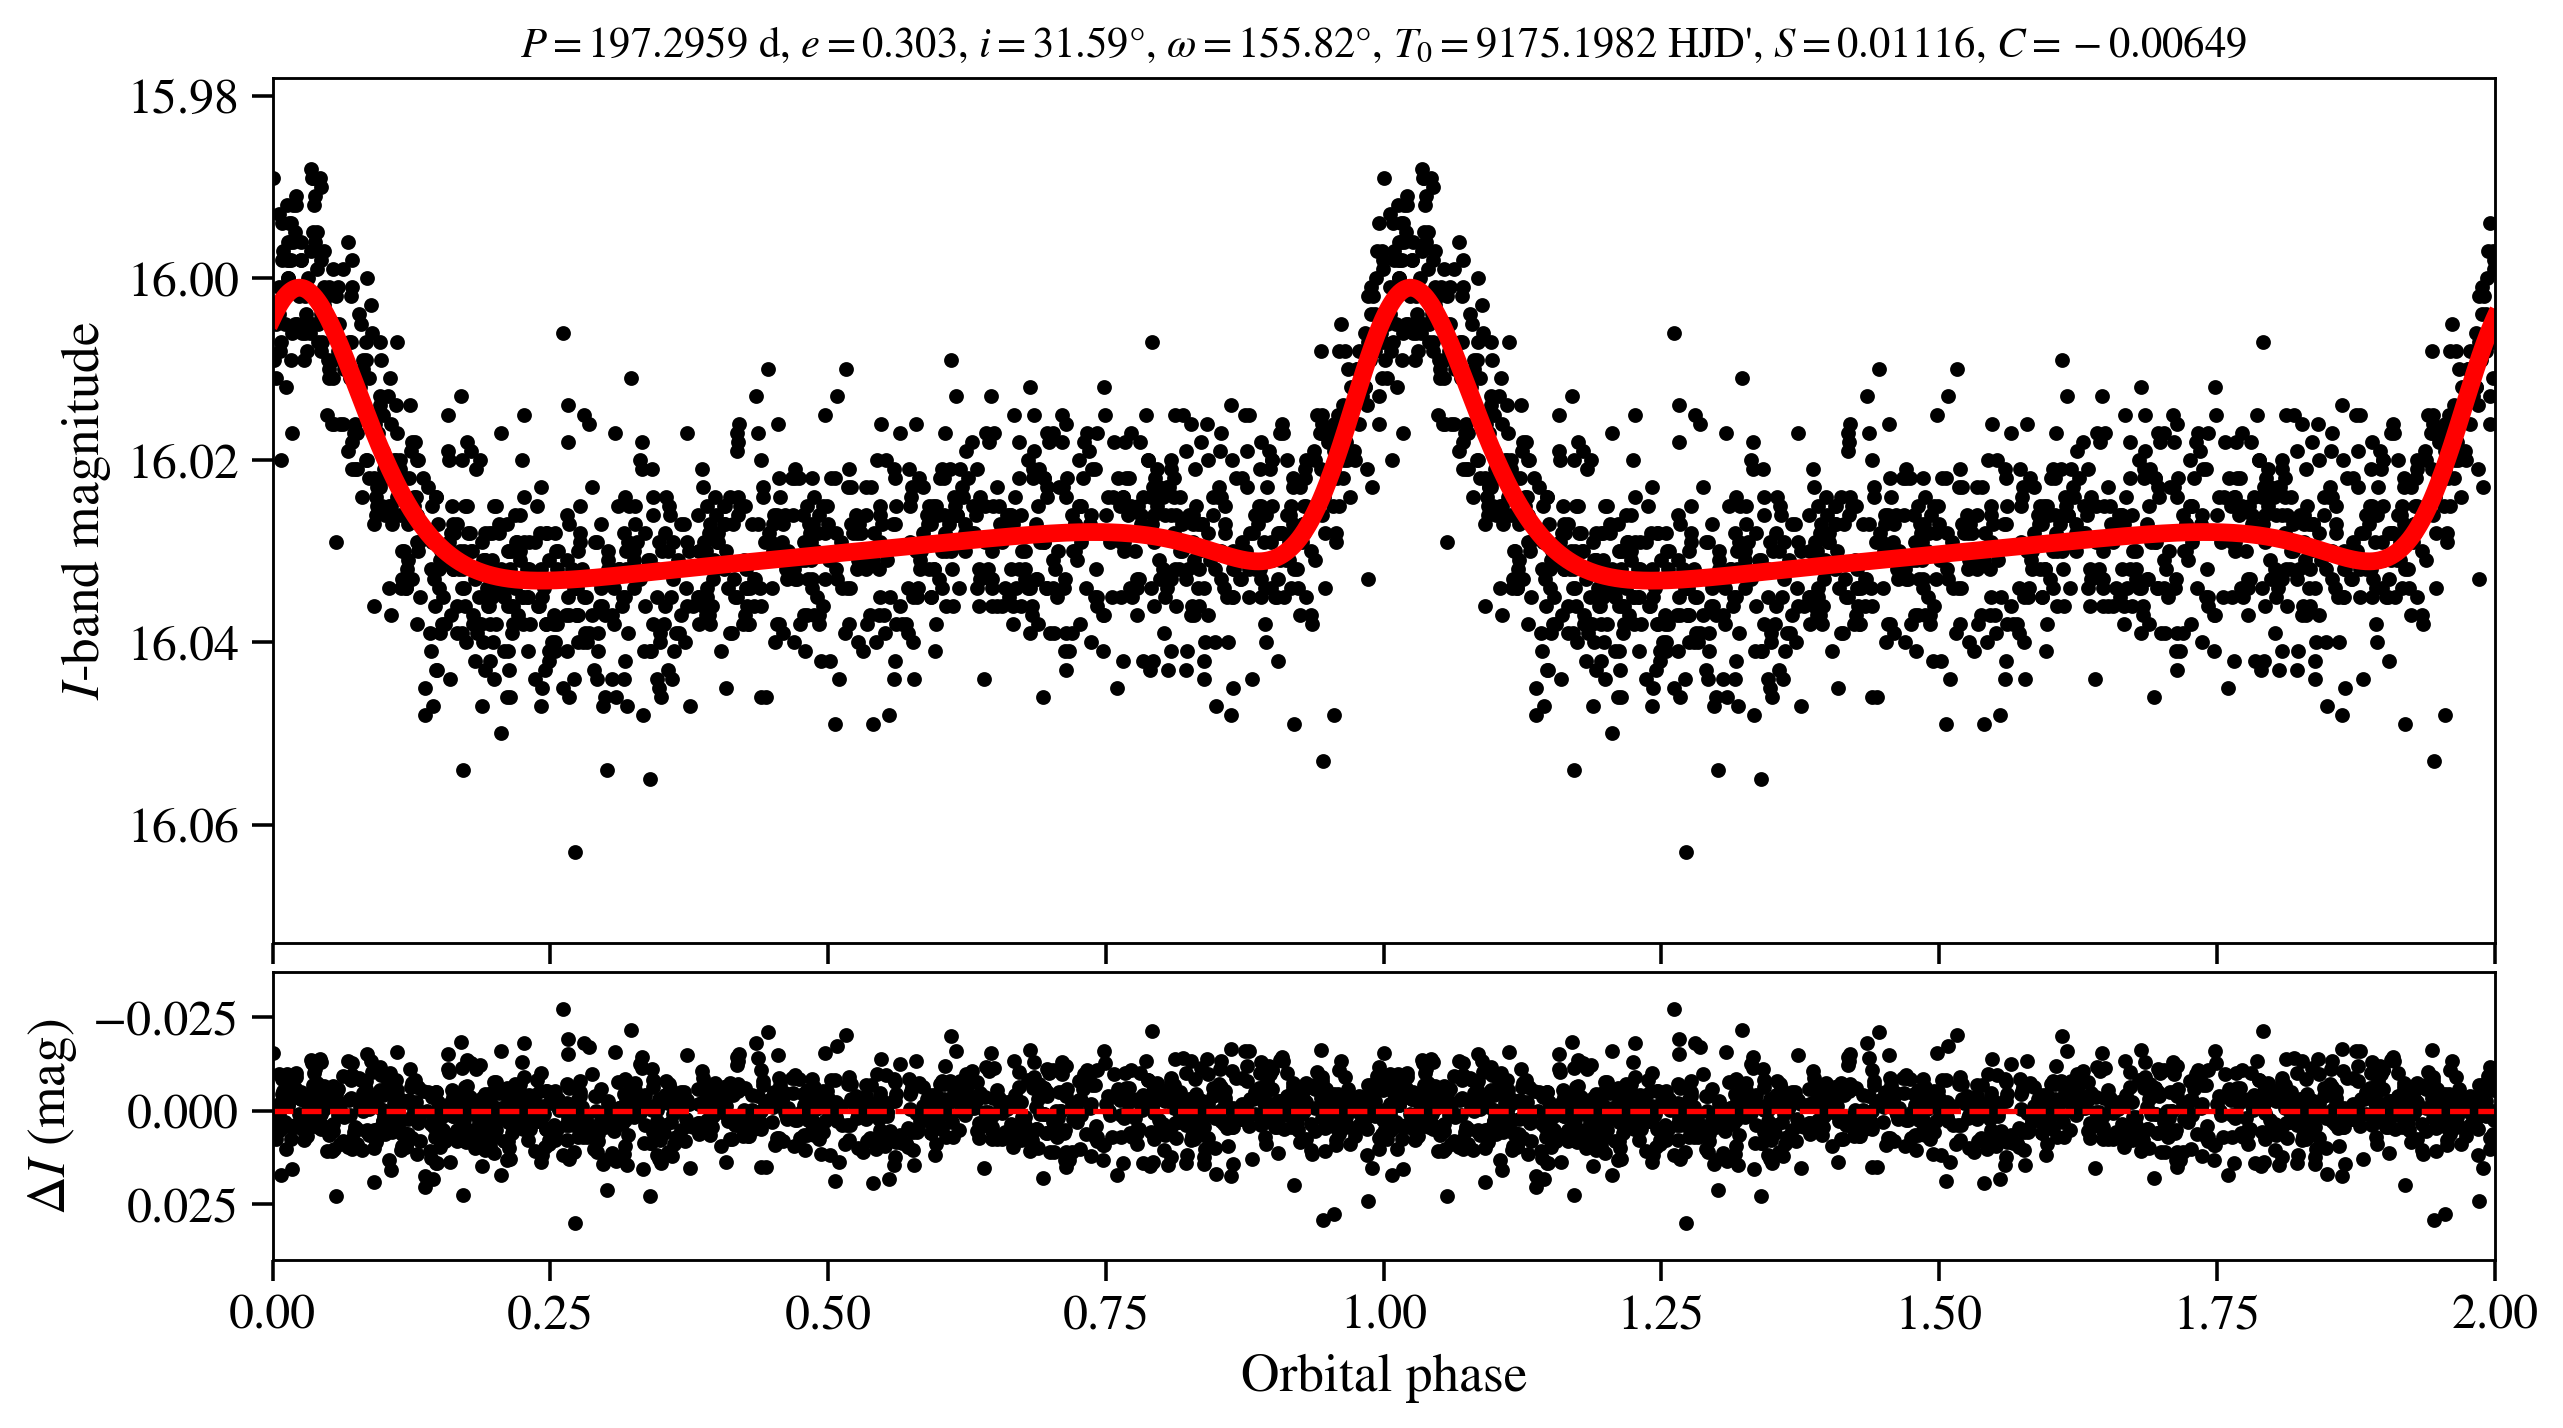 P = 197.2959 d, e = 0.303, i = 31.59°, ω = 155.82°, T₀ = 9175.1982 HJD', S = 0.01116, C = −0.00649
15.98
16.00
16.02
16.04
16.06
I-band magnitude
−0.025
0.000
0.025
ΔI (mag)
0.00 0.25 0.50 0.75 1.00 1.25 1.50 1.75 2.00
Orbital phase